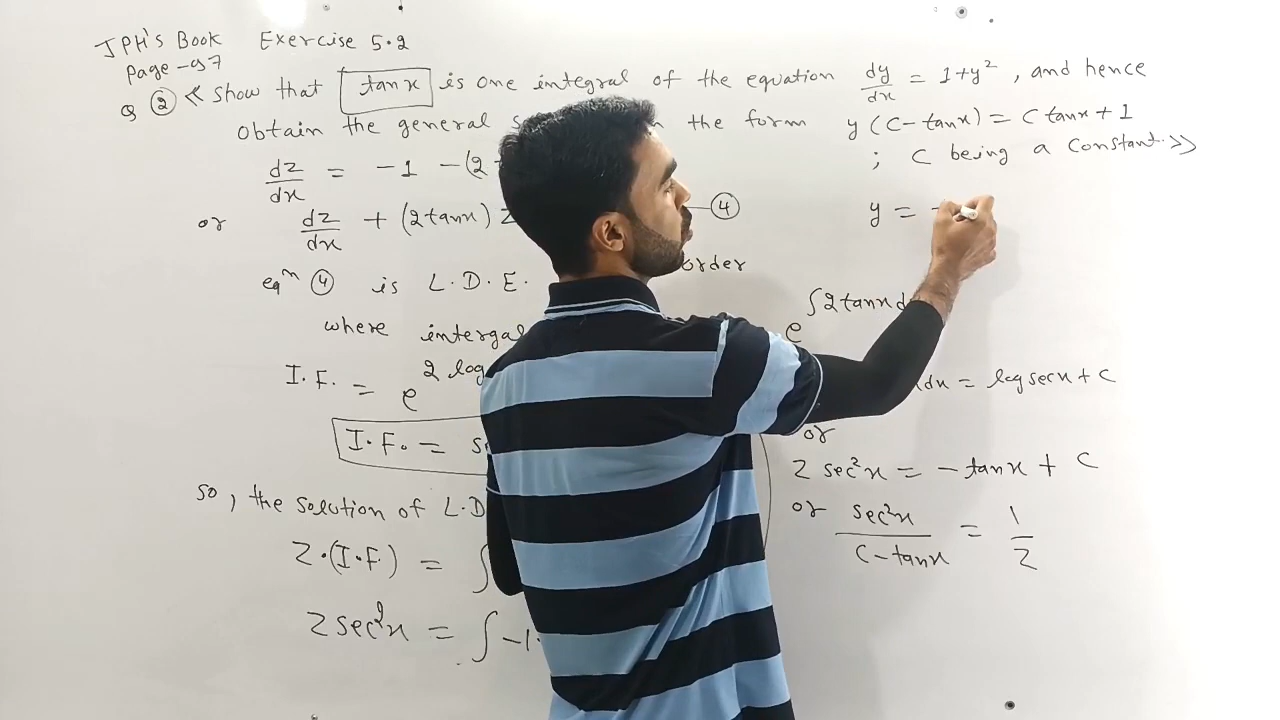 JPH's Book Exercise 5.2
Page-97
Q ② << Show that tanx is one integral of the equation dy/dx = 1+y², and hence
obtain the general the form y(C-tanx) = C tanx + 1
; C being a constant. >>
dz/dx = -1 -(2
or dz/dx + (2tanx) z ④
eqⁿ ④ is L.D.E. order
where intergal e^∫2tanx d
I.F. = e^2 log
dx = log secx + C
I.F. =
or
z sec²x = -tanx + C
or sec²x/(C-tanx) = 1/z
so, the solution of L.D
z.(I.F.) = ∫
z sec²x = ∫ -1.
y =